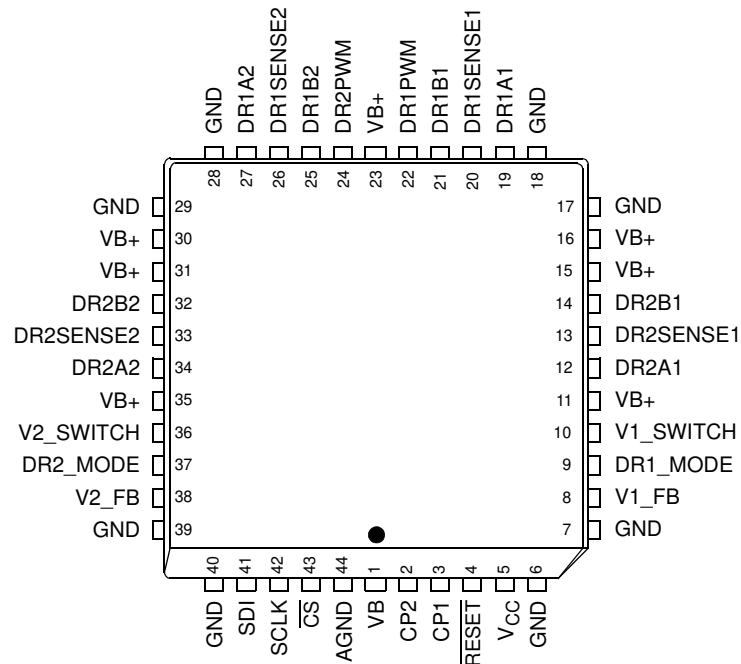 GND
DR1A2
DR1SENSE2
DR1B2
DR2PWM
VB+
DR1PWM
DR1B1
DR1SENSE1
DR1A1
GND
28
27
26
25
24
23
22
21
20
19
18
GND 29
VB+ 30
VB+ 31
DR2B2 32
DR2SENSE2 33
DR2A2 34
VB+ 35
V2_SWITCH 36
DR2_MODE 37
V2_FB 38
GND 39
17 GND
16 VB+
15 VB+
14 DR2B1
13 DR2SENSE1
12 DR2A1
11 VB+
10 V1_SWITCH
9 DR1_MODE
8 V1_FB
7 GND
40
41
42
43
44
1
2
3
4
5
6
GND
SDI
SCLK
C̅S̅
AGND
VB
CP2
CP1
R̅E̅S̅E̅T̅
VCC
GND